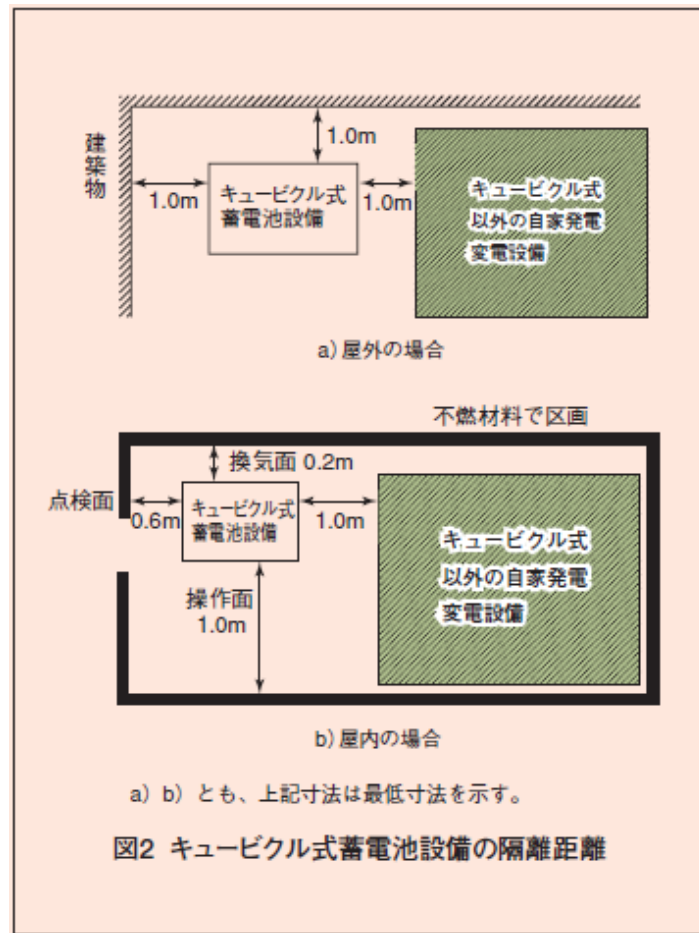 建築物
1.0m
1.0m
キュービクル式
蓄電池設備
1.0m
キュービクル式
以外の自家発電
変電設備
a)屋外の場合
不燃材料で区画
換気面 0.2m
点検面
0.6m
キュービクル式
蓄電池設備
1.0m
キュービクル式
以外の自家発電
変電設備
操作面
1.0m
b)屋内の場合
a) b) とも、上記寸法は最低寸法を示す。
図2 キュービクル式蓄電池設備の隔離距離